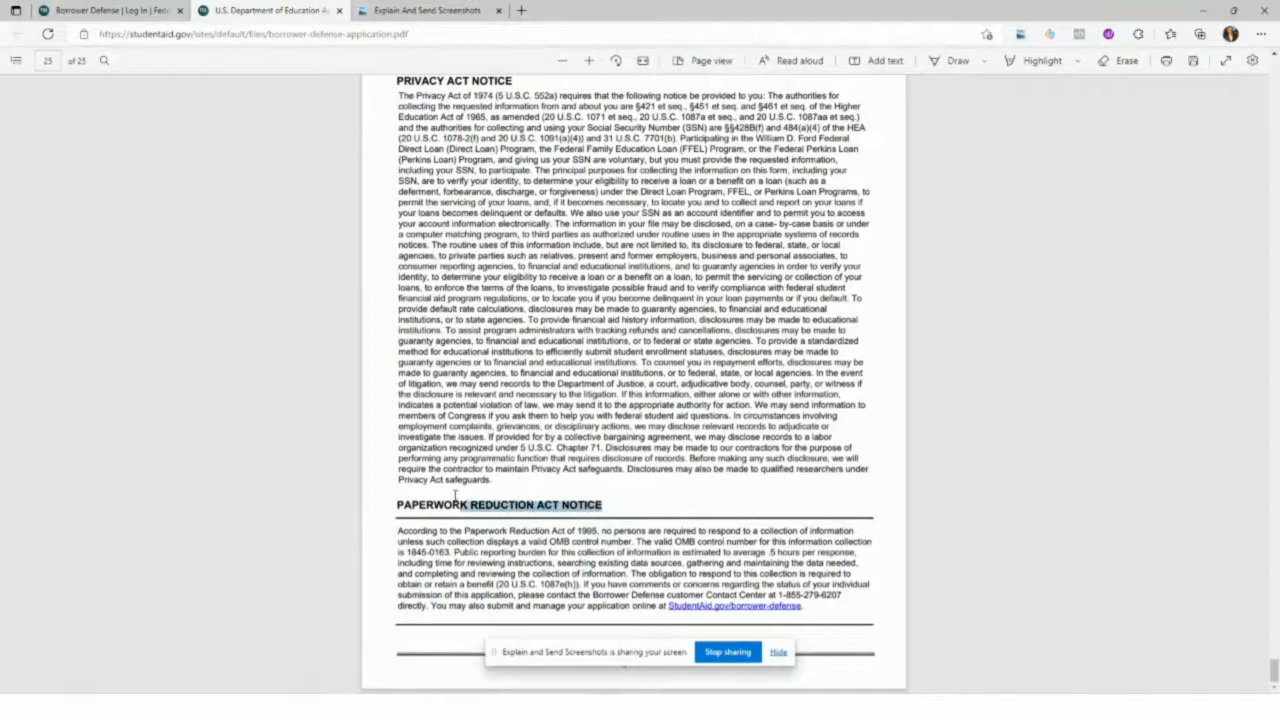 Borrower Defense | Log In | Fede
U.S. Department of Education A
Explain And Send Screenshots
https://studentaid.gov/sites/default/files/borrower-defense-application.pdf
25 of 25
Page view
Read aloud
Add text
Draw
Highlight
Erase
PRIVACY ACT NOTICE
The Privacy Act of 1974 (5 U.S.C. 552a) requires that the following notice be provided to you: The authorities for
collecting the requested information from and about you are §421 et seq., §451 et seq. and §461 et seq. of the Higher
Education Act of 1965, as amended (20 U.S.C. 1071 et seq., 20 U.S.C. 1087a et seq., and 20 U.S.C. 1087aa et seq.)
and the authorities for collecting and using your Social Security Number (SSN) are §§428B(f) and 484(a)(4) of the HEA
(20 U.S.C. 1078-2(f) and 20 U.S.C. 1091(a)(4)) and 31 U.S.C. 7701(b). Participating in the William D. Ford Federal
Direct Loan (Direct Loan) Program, the Federal Family Education Loan (FFEL) Program, or the Federal Perkins Loan
(Perkins Loan) Program, and giving us your SSN are voluntary, but you must provide the requested information,
including your SSN, to participate. The principal purposes for collecting the information on this form, including your
SSN, are to verify your identity, to determine your eligibility to receive a loan or a benefit on a loan (such as a
deferment, forbearance, discharge, or forgiveness) under the Direct Loan Program, FFEL, or Perkins Loan Programs, to
permit the servicing of your loans, and, if it becomes necessary, to locate you and to collect and report on your loans if
your loans becomes delinquent or defaults. We also use your SSN as an account identifier and to permit you to access
your account information electronically. The information in your file may be disclosed, on a case- by-case basis or under
a computer matching program, to third parties as authorized under routine uses in the appropriate systems of records
notices. The routine uses of this information include, but are not limited to, its disclosure to federal, state, or local
agencies, to private parties such as relatives, present and former employers, business and personal associates, to
consumer reporting agencies, to financial and educational institutions, and to guaranty agencies in order to verify your
identity, to determine your eligibility to receive a loan or a benefit on a loan, to permit the servicing or collection of your
loans, to enforce the terms of the loans, to investigate possible fraud and to verify compliance with federal student
financial aid program regulations, or to locate you if you become delinquent in your loan payments or if you default. To
provide default rate calculations, disclosures may be made to guaranty agencies, to financial and educational
institutions, or to state agencies. To provide financial aid history information, disclosures may be made to educational
institutions. To assist program administrators with tracking refunds and cancellations, disclosures may be made to
guaranty agencies, to financial and educational institutions, or to federal or state agencies. To provide a standardized
method for educational institutions to efficiently submit student enrollment statuses, disclosures may be made to
guaranty agencies or to financial and educational institutions. To counsel you in repayment efforts, disclosures may be
made to guaranty agencies, to financial and educational institutions, or to federal, state, or local agencies. In the event
of litigation, we may send records to the Department of Justice, a court, adjudicative body, counsel, party, or witness if
the disclosure is relevant and necessary to the litigation. If this information, either alone or with other information,
indicates a potential violation of law, we may send it to the appropriate authority for action. We may send information to
members of Congress if you ask them to help you with federal student aid questions. In circumstances involving
employment complaints, grievances, or disciplinary actions, we may disclose relevant records to adjudicate or
investigate the issues. If provided for by a collective bargaining agreement, we may disclose records to a labor
organization recognized under 5 U.S.C. Chapter 71. Disclosures may be made to our contractors for the purpose of
performing any programmatic function that requires disclosure of records. Before making any such disclosure, we will
require the contractor to maintain Privacy Act safeguards. Disclosures may also be made to qualified researchers under
Privacy Act safeguards.
PAPERWORK REDUCTION ACT NOTICE
According to the Paperwork Reduction Act of 1995, no persons are required to respond to a collection of information
unless such collection displays a valid OMB control number. The valid OMB control number for this information collection
is 1845-0163. Public reporting burden for this collection of information is estimated to average .5 hours per response,
including time for reviewing instructions, searching existing data sources, gathering and maintaining the data needed,
and completing and reviewing the collection of information. The obligation to respond to this collection is required to
obtain or retain a benefit (20 U.S.C. 1087e(h)). If you have comments or concerns regarding the status of your individual
submission of this application, please contact the Borrower Defense customer Contact Center at 1-855-279-6207
directly. You may also submit and manage your application online at StudentAid.gov/borrower-defense.
Explain and Send Screenshots is sharing your screen.
Stop sharing
Hide